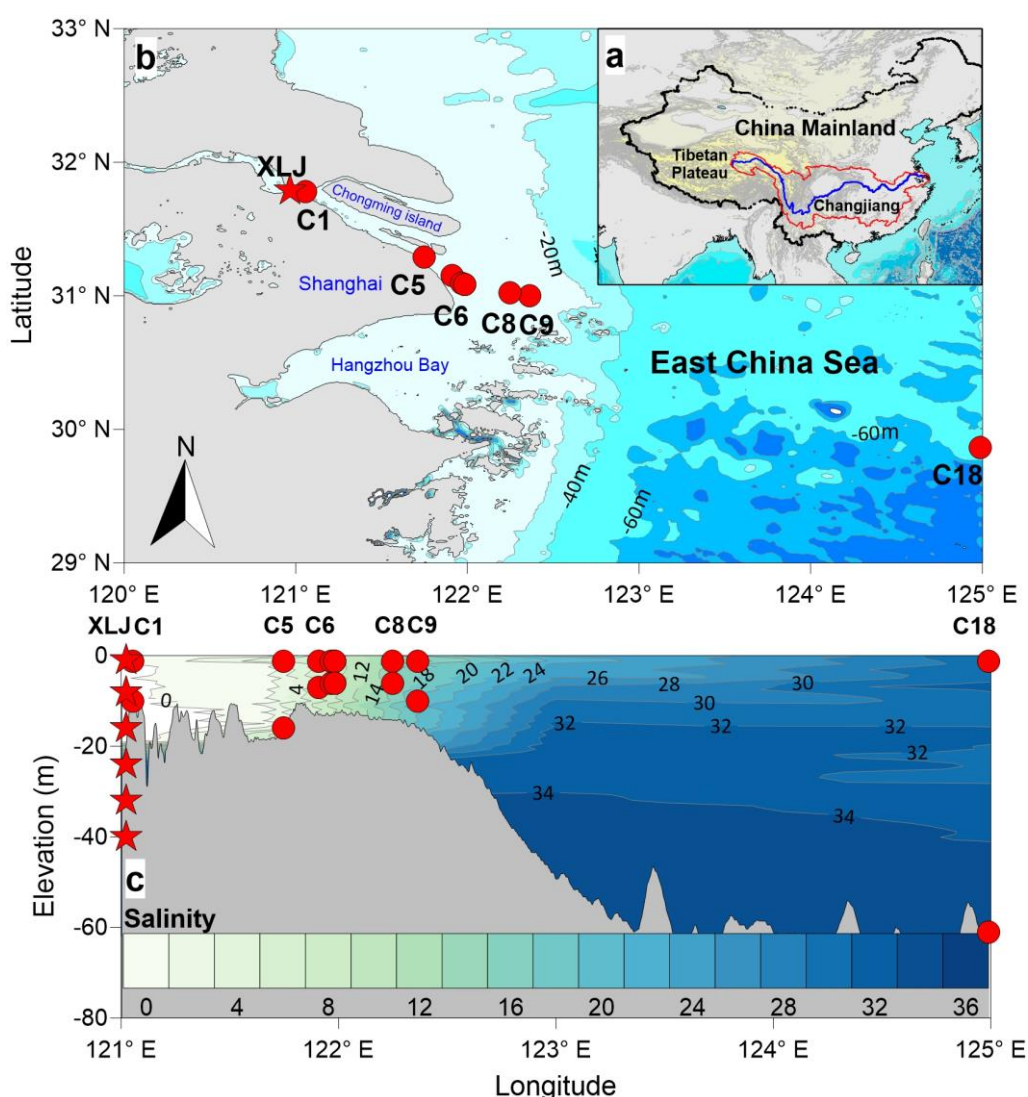 33° N
32° N
31° N
30° N
29° N
Latitude
b
XLJ
C1
Chongming island
Shanghai
C5
C6
C8
C9
Hangzhou Bay
-20m
-40m
-60m
-60m
East China Sea
C18
N
a
China Mainland
Tibetan
Plateau
Changjiang
120° E
121° E
122° E
123° E
124° E
125° E
XLJ
C1
C5
C6
C8
C9
C18
0
-20
-40
-60
-80
Elevation (m)
0
4
12
14
18
20
22
24
26
28
30
30
32
32
32
32
34
34
c
Salinity
0
4
8
12
16
20
24
28
32
36
121° E
122° E
123° E
124° E
125° E
Longitude